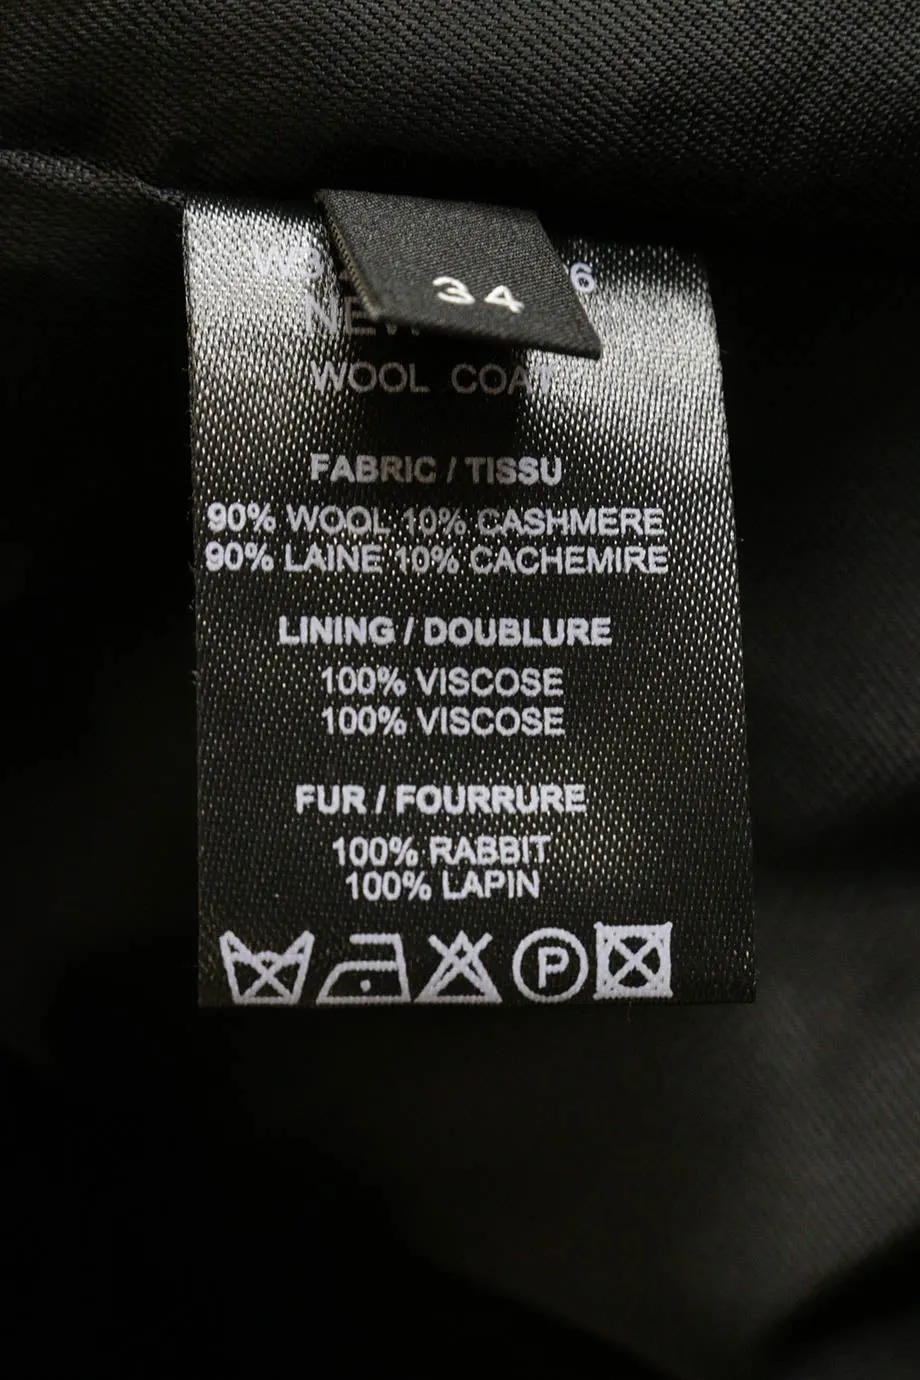 34
6
WOOL COAT
FABRIC / TISSU
90% WOOL 10% CASHMERE
90% LAINE 10% CACHEMIRE
LINING / DOUBLURE
100% VISCOSE
100% VISCOSE
FUR / FOURRURE
100% RABBIT
100% LAPIN
P